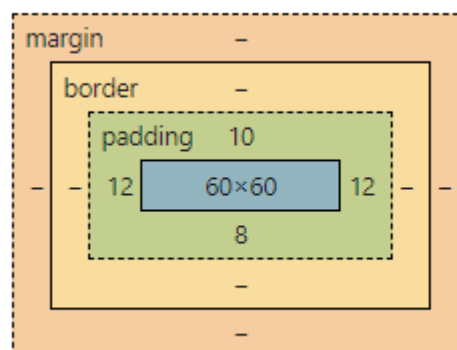 margin –
border –
padding 10
– – 12 60×60 12 – –
8
–
–